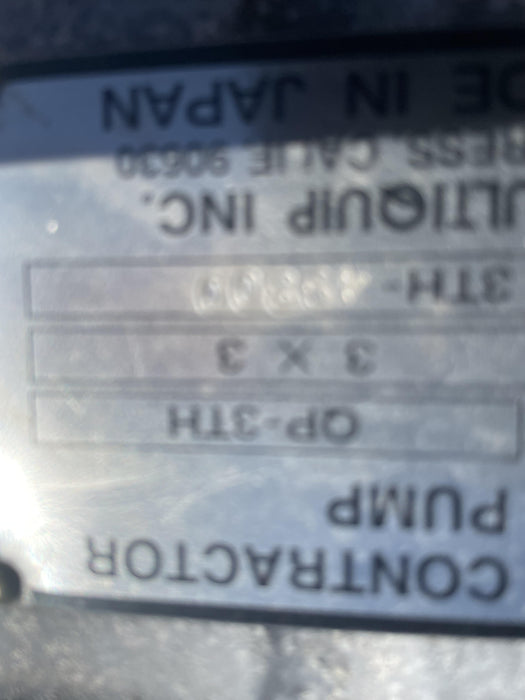 CONTRACTOR
PUMP
QP-3TH
3 × 3
3TH-
ULTIQUIP INC.
RESS, CALIF. 90630
DE IN JAPAN